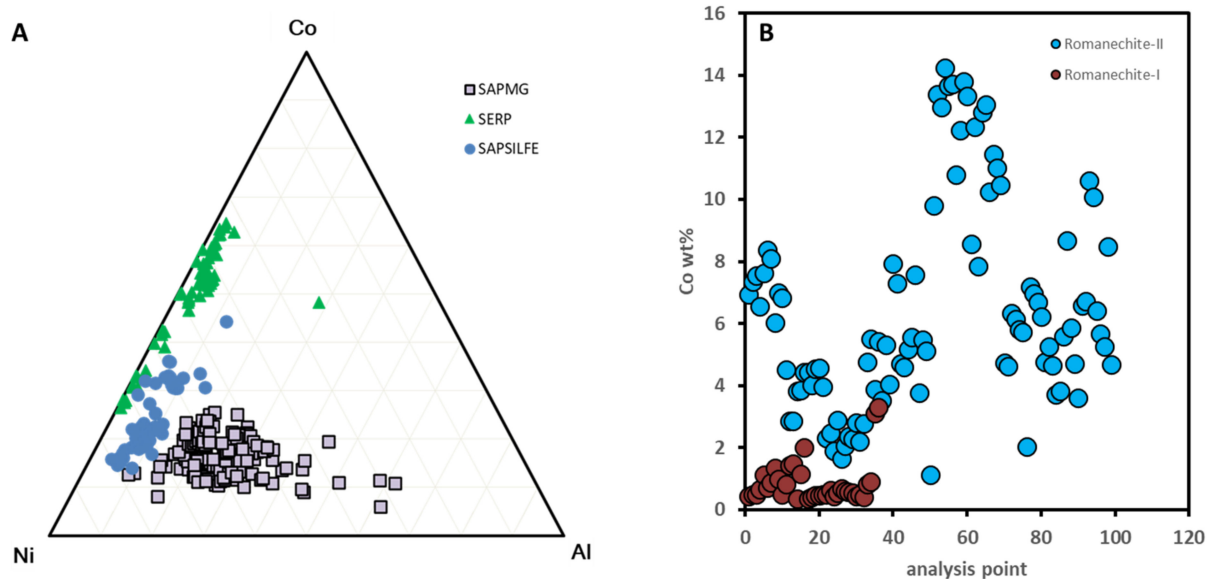 A
Co
SAPMG
SERP
SAPSILFE
Ni
Al
B
Co wt%
16
14
12
10
8
6
4
2
0
Romanechite-II
Romanechite-I
0 20 40 60 80 100 120
analysis point